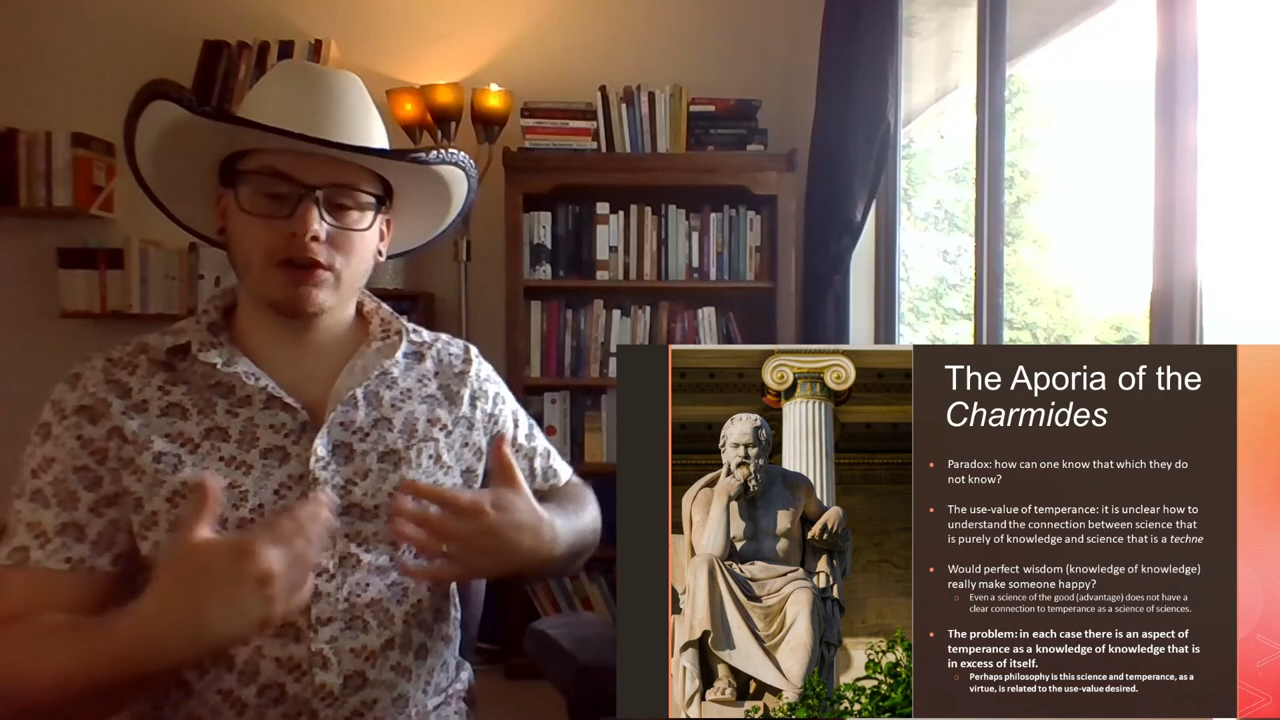 The Aporia of the
Charmides
Paradox: how can one know that which they do
not know?
The use-value of temperance: it is unclear how to
understand the connection between science that
is purely of knowledge and science that is a techne
Would perfect wisdom (knowledge of knowledge)
really make someone happy?
Even a science of the good (advantage) does not have a
clear connection to temperance as a science of sciences.
The problem: in each case there is an aspect of
temperance as a knowledge of knowledge that is
in excess of itself.
Perhaps philosophy is this science and temperance, as a
virtue, is related to the use-value desired.